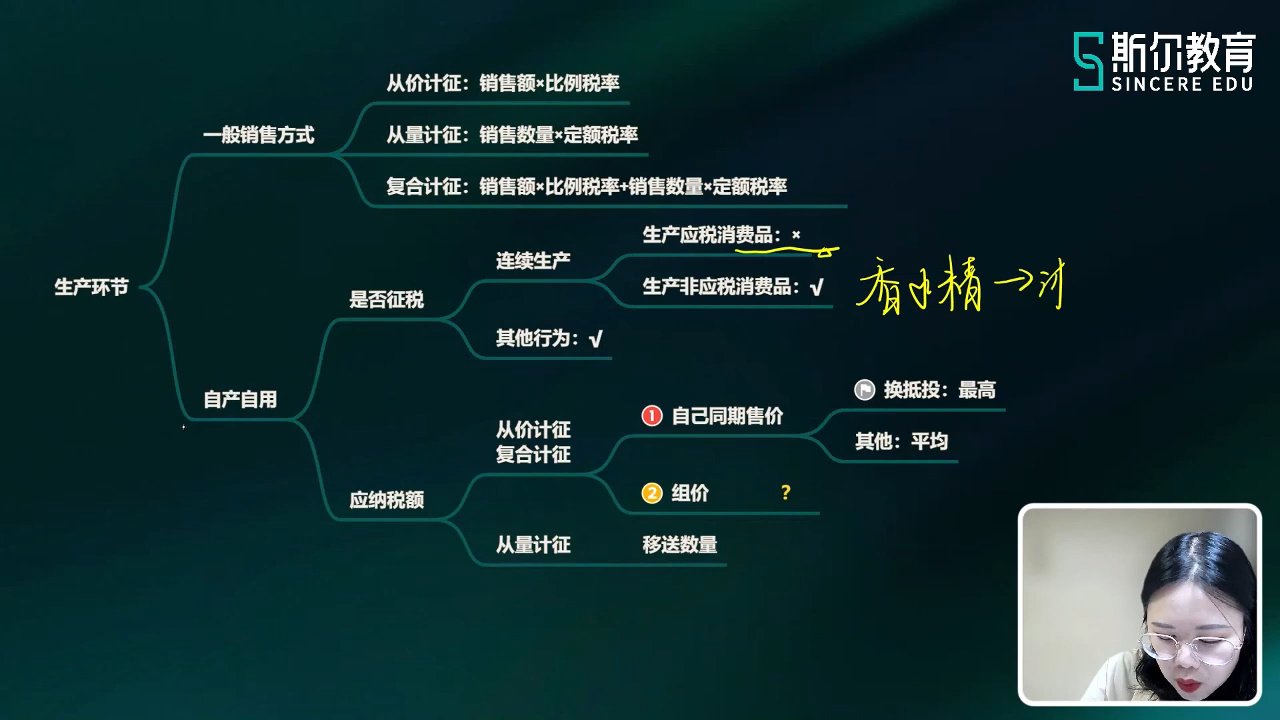 斯尔教育
SINCERE EDU
从价计征：销售额×比例税率
一般销售方式
从量计征：销售数量×定额税率
复合计征：销售额×比例税率+销售数量×定额税率
生产应税消费品：×
连续生产
生产环节
生产非应税消费品：√
香水精→
是否征税
其他行为：√
自产自用
换抵投：最高
1 自己同期售价
从价计征
复合计征
其他：平均
应纳税额
2 组价 ?
从量计征 移送数量